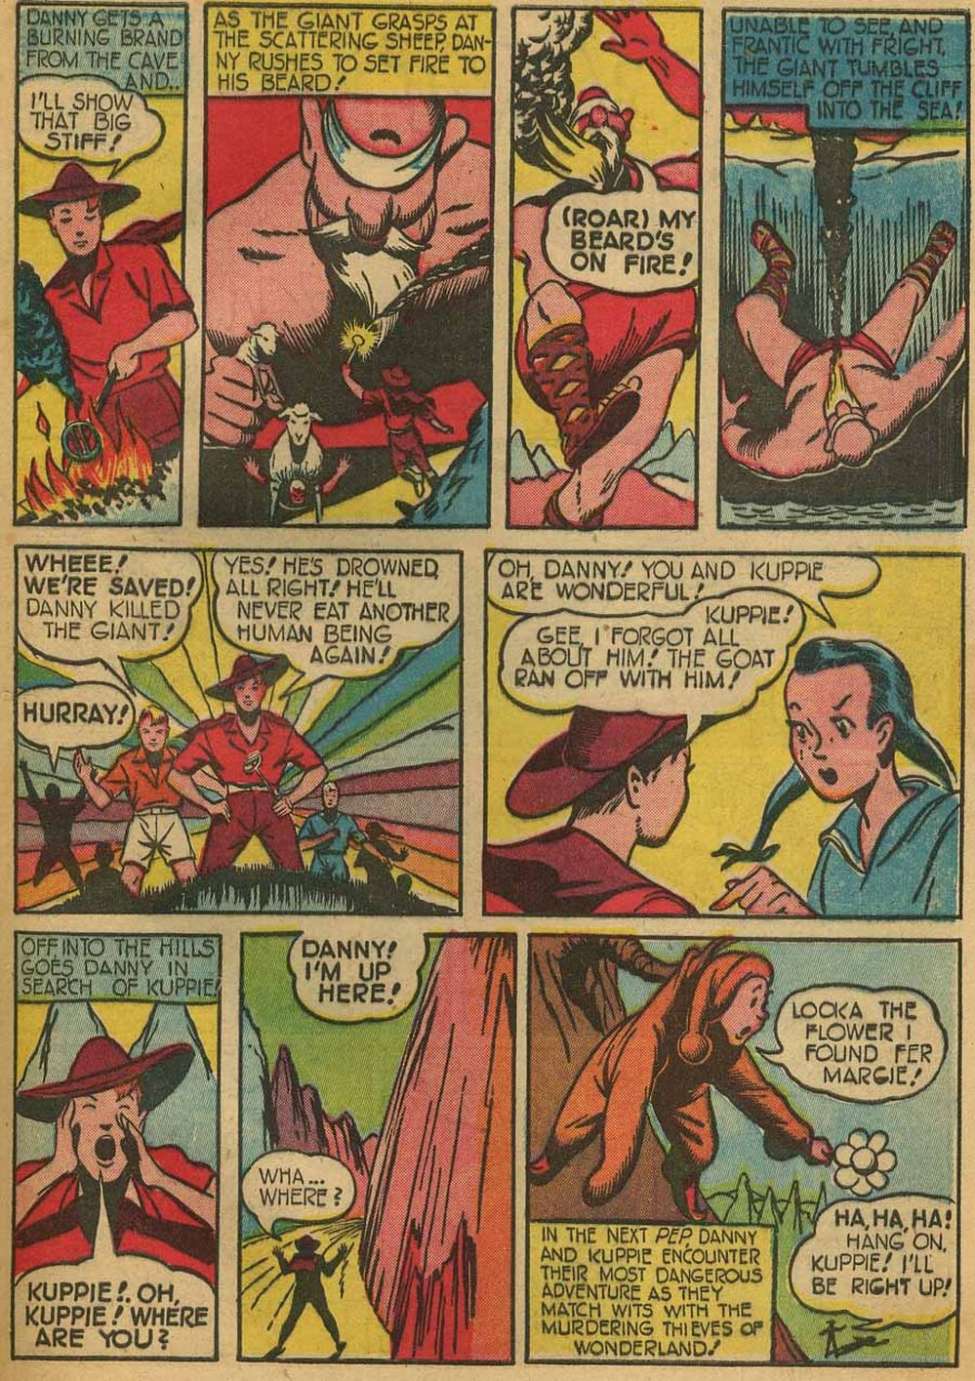 DANNY GETS A
BURNING BRAND
FROM THE CAVE
AND..
I'LL SHOW
THAT BIG
STIFF!
AS THE GIANT GRASPS AT
THE SCATTERING SHEEP, DAN-
NY RUSHES TO SET FIRE TO
HIS BEARD!
(ROAR) MY
BEARD'S
ON FIRE!
UNABLE TO SEE, AND
FRANTIC WITH FRIGHT,
THE GIANT TUMBLES
HIMSELF OFF THE CLIFF
INTO THE SEA!
WHEEE!
WE'RE SAVED!
DANNY KILLED
THE GIANT!
HURRAY!
YES! HE'S DROWNED,
ALL RIGHT! HE'LL
NEVER EAT ANOTHER
HUMAN BEING
AGAIN!
OH, DANNY! YOU AND KUPPIE
ARE WONDERFUL!
KUPPIE!
GEE, I FORGOT ALL
ABOUT HIM! THE GOAT
RAN OFF WITH HIM!
OFF INTO THE HILLS
GOES DANNY IN
SEARCH OF KUPPIE!
KUPPIE! OH,
KUPPIE! WHERE
ARE YOU?
DANNY!
I'M UP
HERE!
WHA...
WHERE?
LOOKA THE
FLOWER I
FOUND FER
MARGIE!
IN THE NEXT PEP, DANNY
AND KUPPIE ENCOUNTER
THEIR MOST DANGEROUS
ADVENTURE AS THEY
MATCH WITS WITH THE
MURDERING THIEVES OF
WONDERLAND!
HA, HA, HA!
HANG ON,
KUPPIE! I'LL
BE RIGHT UP!